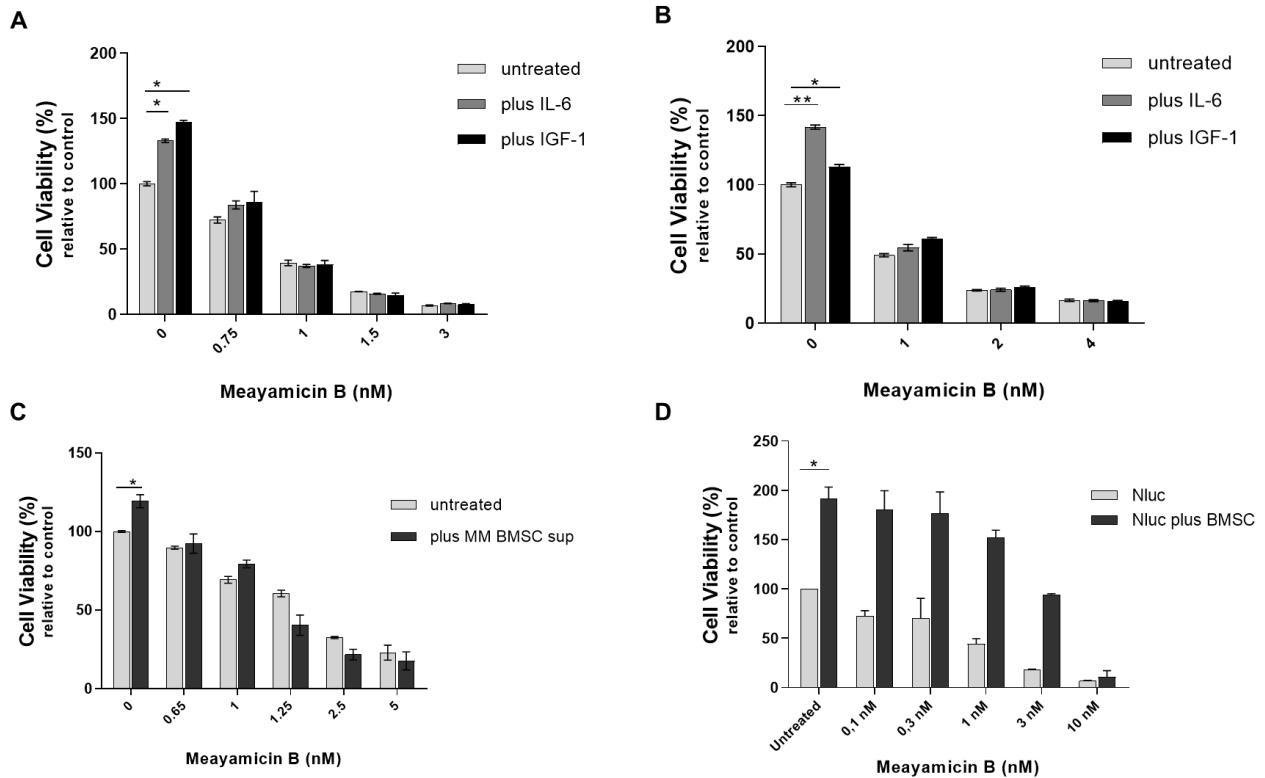 A
Cell Viability (%)
relative to control
200
150
100
50
0
* 
*
untreated
plus IL-6
plus IGF-1
0
0.75
1
1.5
3
Meayamicin B (nM)
B
Cell Viability (%)
relative to control
200
150
100
50
0
*
**
untreated
plus IL-6
plus IGF-1
0
1
2
4
Meayamicin B (nM)
C
Cell Viability (%)
relative to control
150
100
50
0
*
untreated
plus MM BMSC sup
0
0.65
1
1.25
2.5
5
Meayamicin B (nM)
D
Cell Viability (%)
relative to control
250
200
150
100
50
0
*
Nluc
Nluc plus BMSC
Untreated
0,1 nM
0,3 nM
1 nM
3 nM
10 nM
Meayamicin B (nM)